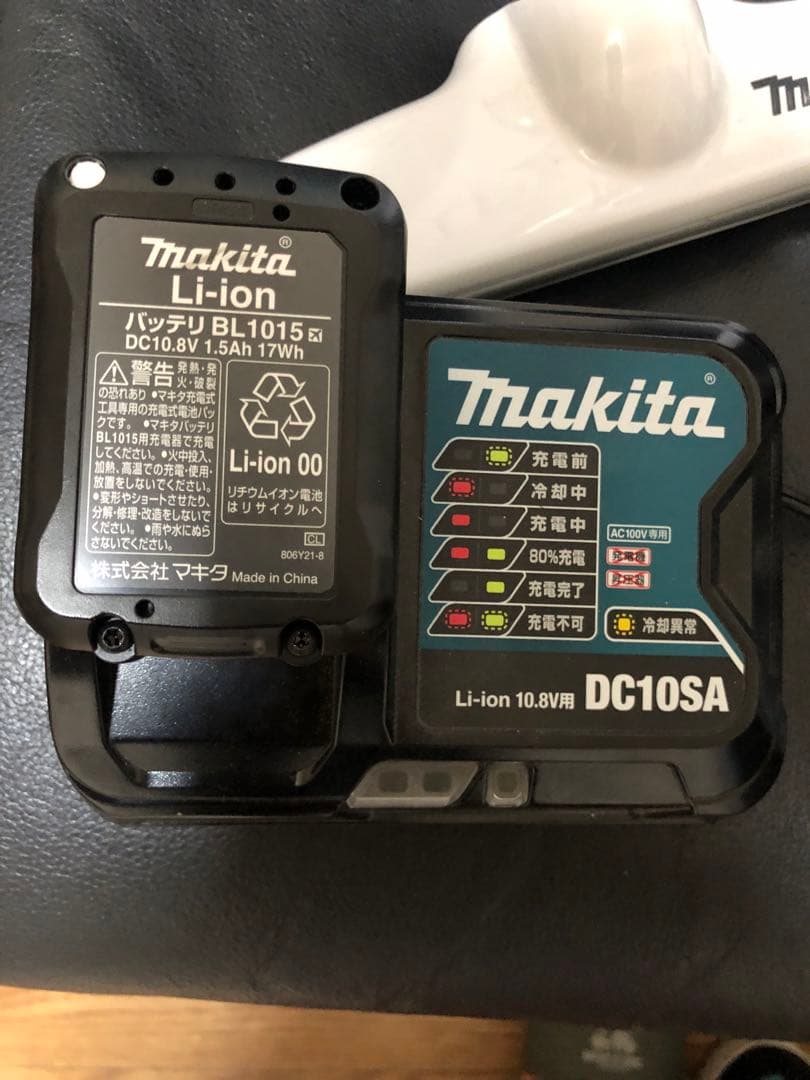 makita®
Li-ion
バッテリ BL1015
DC10.8V 1.5Ah 17Wh
警告 発熱・発
火・破裂
の恐れあり ●マキタ充電式
工具専用の充電式電池パッ
クです。 ●マキタバッテリ
BL1015用充電器で充電
してください。 ●火中投入、
加熱、高温での充電・使用・
放置をしないでください。
●変形やショートさせたり、
分解・修理・改造をしないで
ください。 ●雨や水にぬら
さないでください。
Li-ion 00
リチウムイオン電池
はリサイクルへ
CL
806Y21-8
株式会社 マキタ Made in China
makita®
充電前
冷却中
充電中
80%充電
充電完了
充電不可
AC100V専用
発電機
昇圧器
冷却異常
Li-ion 10.8V用 DC10SA